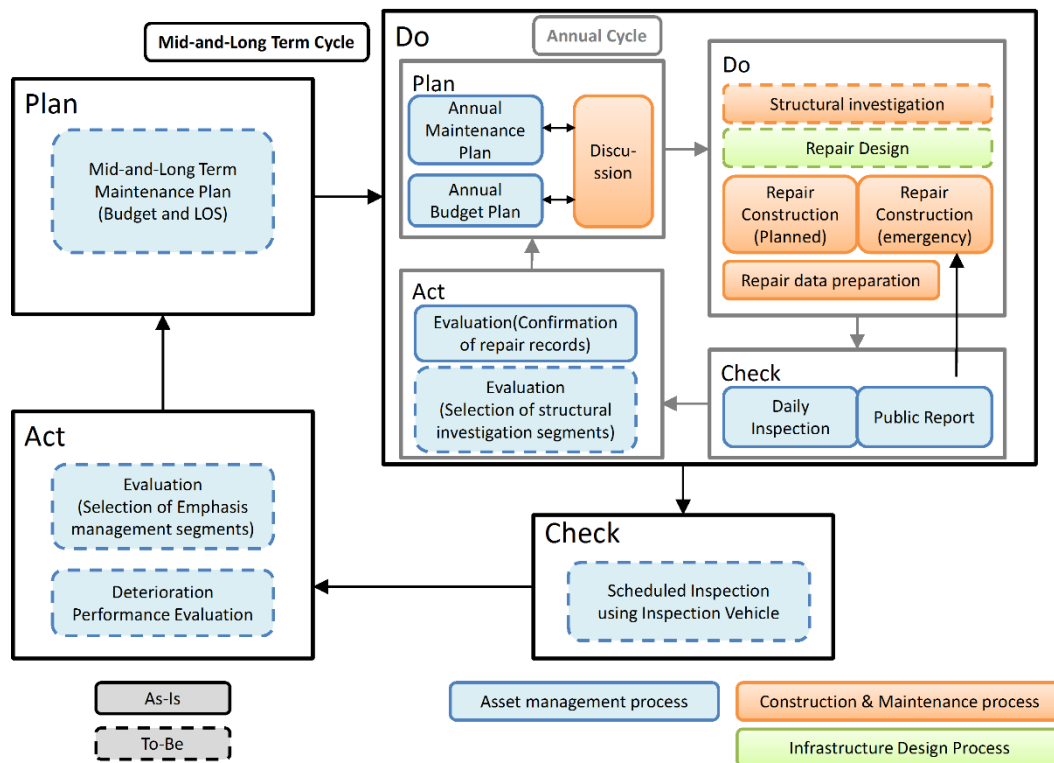 Mid-and-Long Term Cycle
Do
Annual Cycle
Plan
Mid-and-Long Term
Maintenance Plan
(Budget and LOS)
Plan
Annual
Maintenance
Plan
Annual
Budget Plan
Discu-
ssion
Do
Structural investigation
Repair Design
Repair
Construction
(Planned)
Repair
Construction
(emergency)
Repair data preparation
Act
Evaluation(Confirmation
of repair records)
Evaluation
(Selection of structural
investigation segments)
Check
Daily
Inspection
Public Report
Act
Evaluation
(Selection of Emphasis
management segments)
Deterioration
Performance Evaluation
Check
Scheduled Inspection
using Inspection Vehicle
As-Is
To-Be
Asset management process
Construction & Maintenance process
Infrastructure Design Process